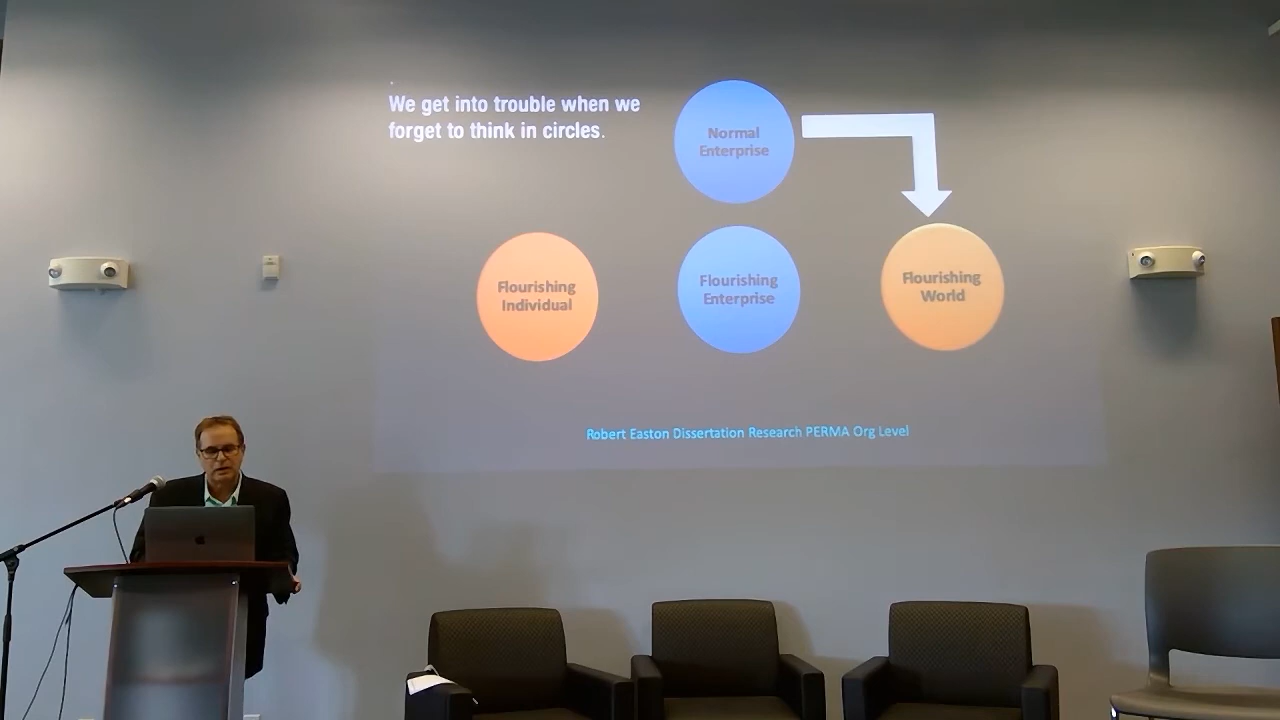 We get into trouble when we
forget to think in circles.
Normal
Enterprise
Flourishing
Individual
Flourishing
Enterprise
Flourishing
World
Robert Easton Dissertation Research PERMA Org Level